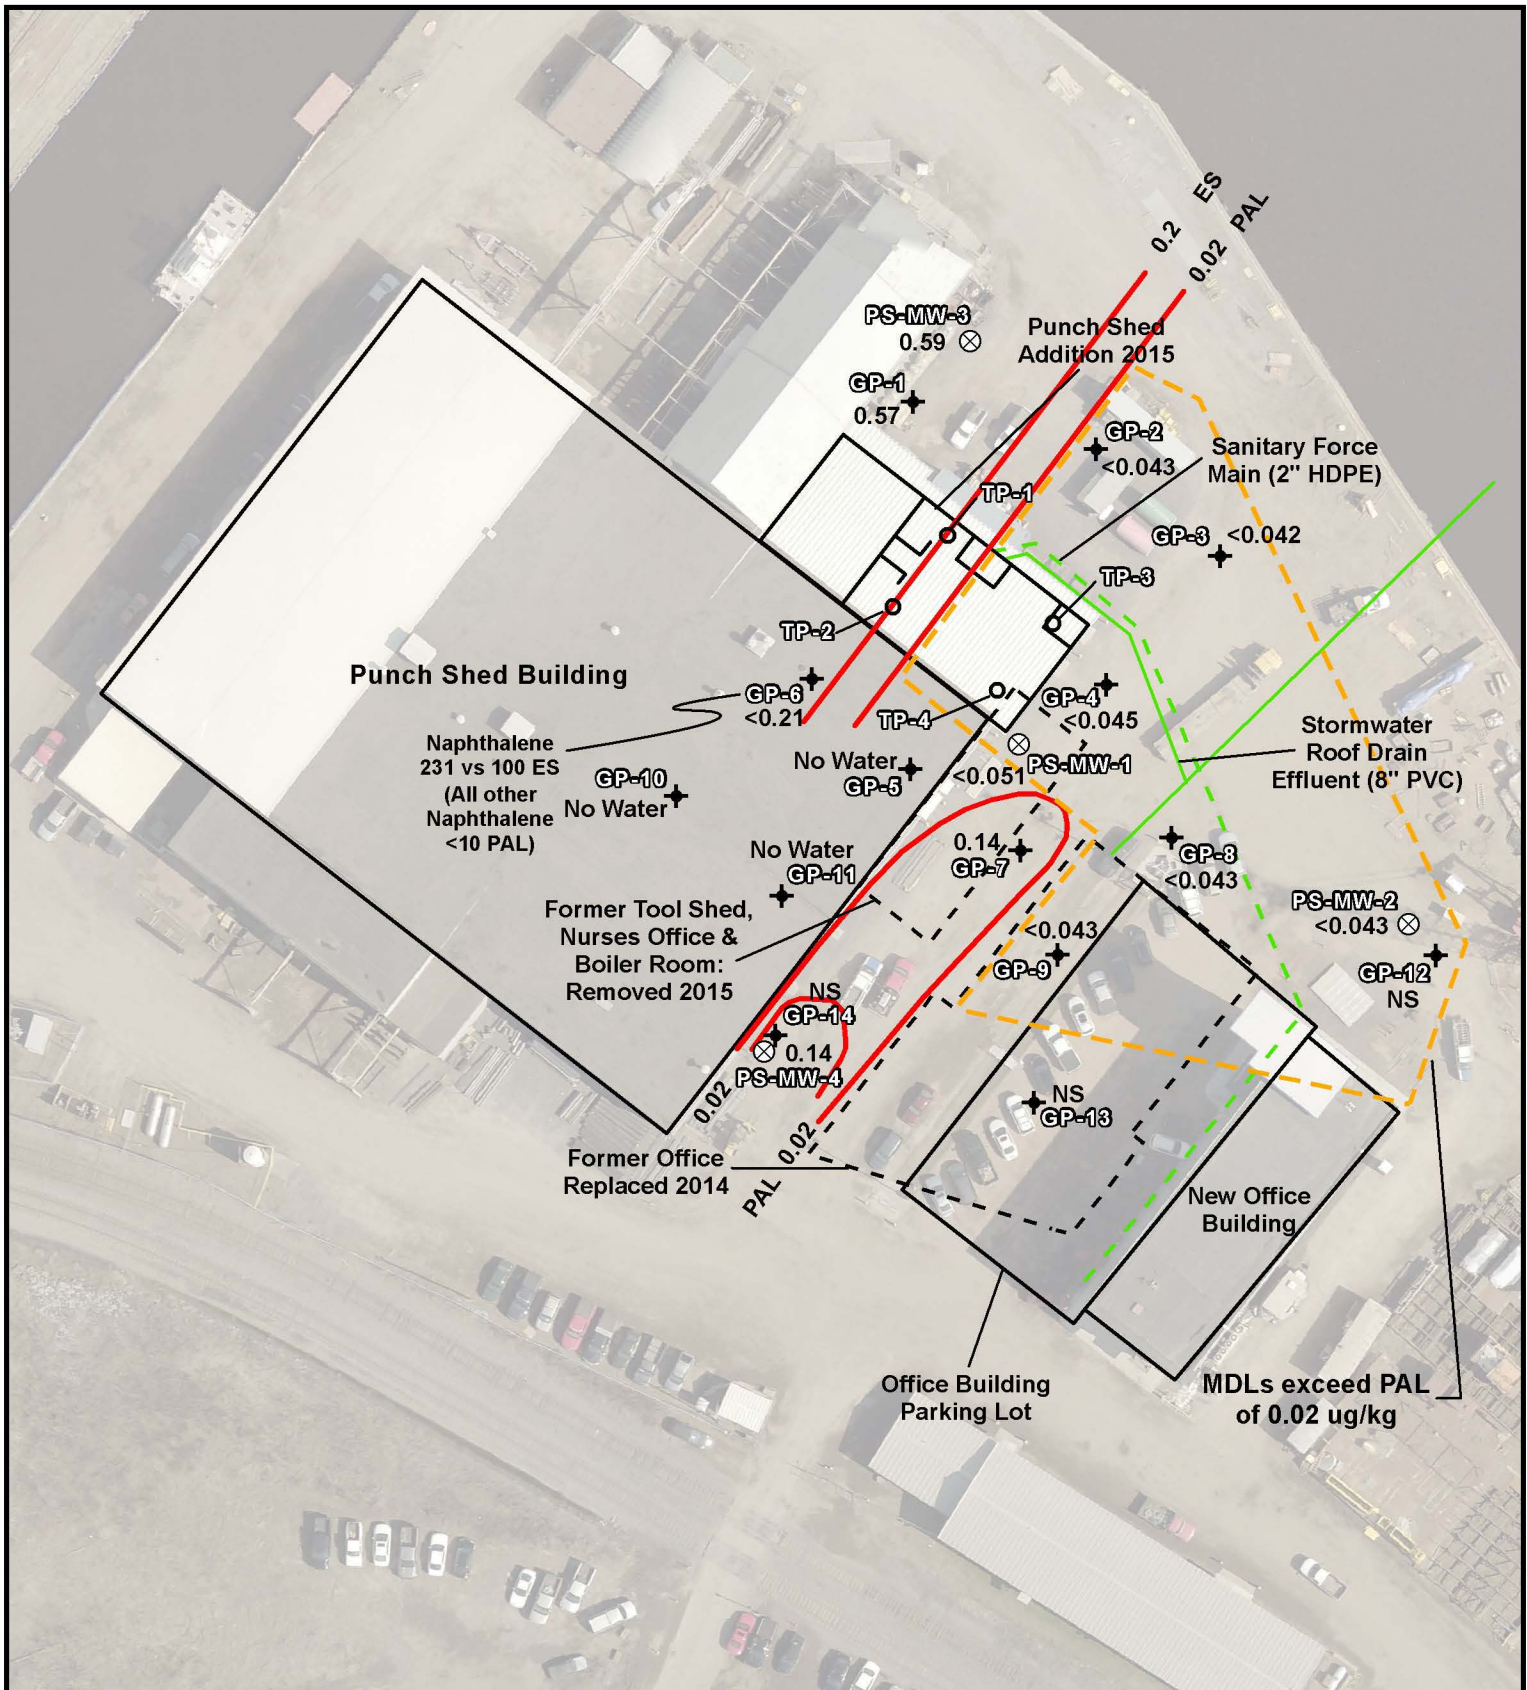 0.2 ES
0.02 PAL
PS-MW-3
0.59
Punch Shed
Addition 2015
GP-1
0.57
GP-2
<0.043
Sanitary Force
Main (2" HDPE)
TP-1
GP-3 <0.042
TP-3
TP-2
Punch Shed Building
GP-6
<0.21
GP-4
<0.045
TP-4
Stormwater
Roof Drain
Effluent (8" PVC)
Naphthalene
231 vs 100 ES
(All other
Naphthalene
<10 PAL)
GP-10
No Water
No Water
GP-5
<0.051
PS-MW-1
0.14
GP-7
GP-8
<0.043
No Water
GP-11
PS-MW-2
<0.043
Former Tool Shed,
Nurses Office &
Boiler Room:
Removed 2015
<0.043
GP-9
GP-12
NS
NS
GP-14
0.14
PS-MW-4
0.02
NS
GP-13
PAL 0.02
Former Office
Replaced 2014
New Office
Building
Office Building
Parking Lot
MDLs exceed PAL
of 0.02 ug/kg